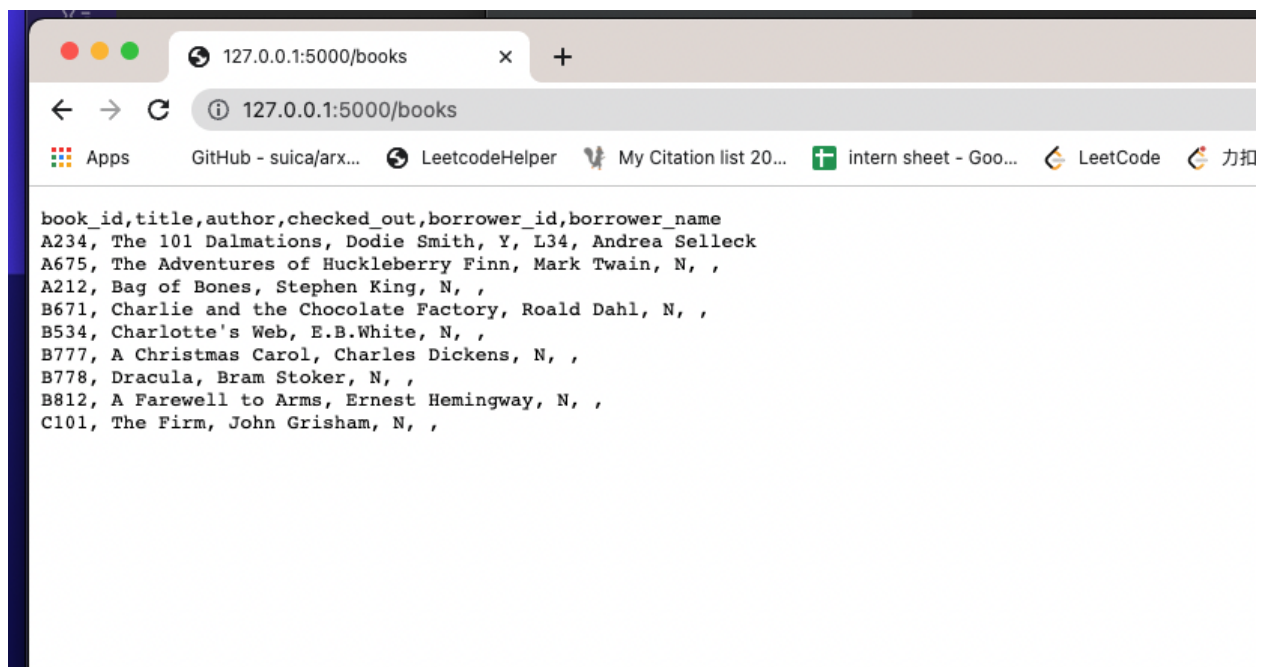 127.0.0.1:5000/books
127.0.0.1:5000/books
Apps GitHub - suica/arx... LeetcodeHelper My Citation list 20... intern sheet - Goo... LeetCode 力扣
book_id,title,author,checked_out,borrower_id,borrower_name
A234, The 101 Dalmations, Dodie Smith, Y, L34, Andrea Selleck
A675, The Adventures of Huckleberry Finn, Mark Twain, N, ,
A212, Bag of Bones, Stephen King, N, ,
B671, Charlie and the Chocolate Factory, Roald Dahl, N, ,
B534, Charlotte's Web, E.B.White, N, ,
B777, A Christmas Carol, Charles Dickens, N, ,
B778, Dracula, Bram Stoker, N, ,
B812, A Farewell to Arms, Ernest Hemingway, N, ,
C101, The Firm, John Grisham, N, ,